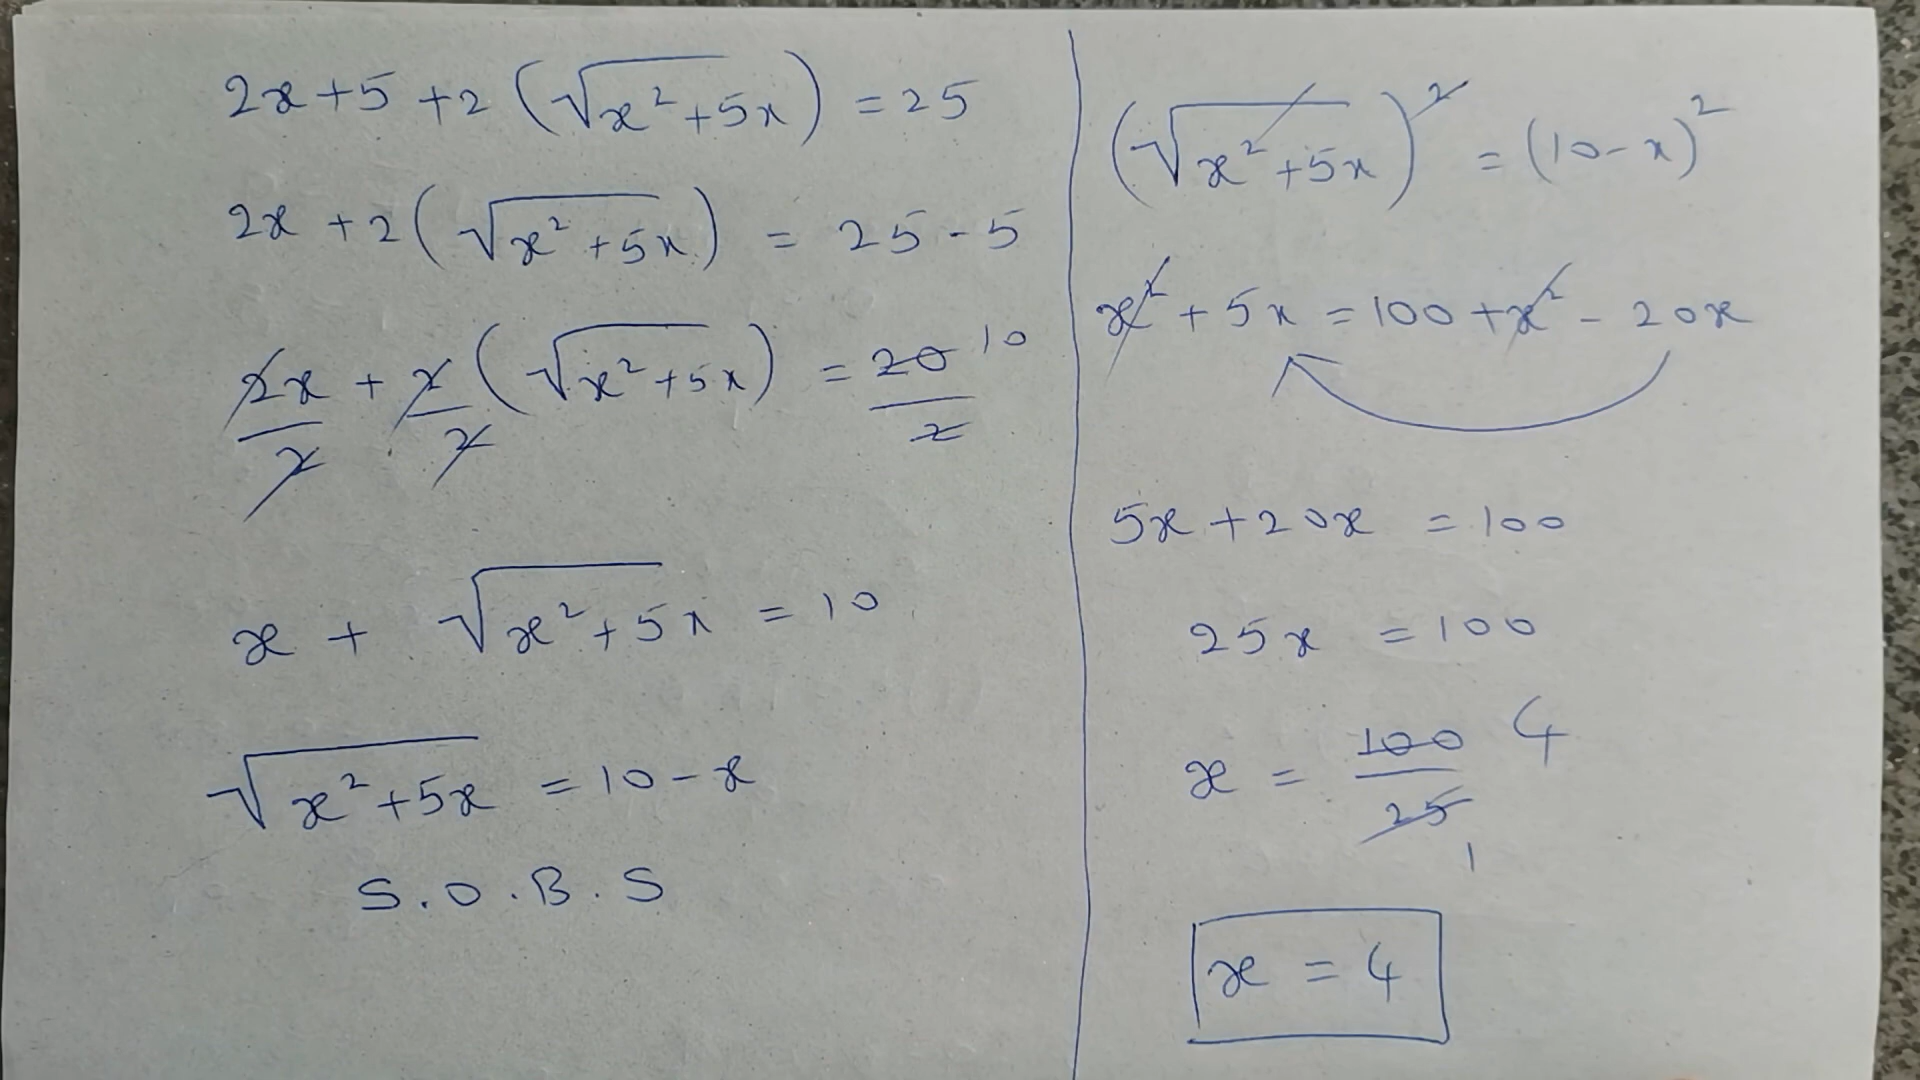 2x + 5 + 2 (√x² + 5x) = 25
2x + 2 (√x² + 5x) = 25 - 5
2x/2 + 2/2 (√x² + 5x) = 20/2 10
x + √x² + 5x = 10
√x² + 5x = 10 - x
S.O.B.S
(√x² + 5x)² = (10 - x)²
x² + 5x = 100 + x² - 20x
5x + 20x = 100
25x = 100
x = 100/25 4
1
x = 4